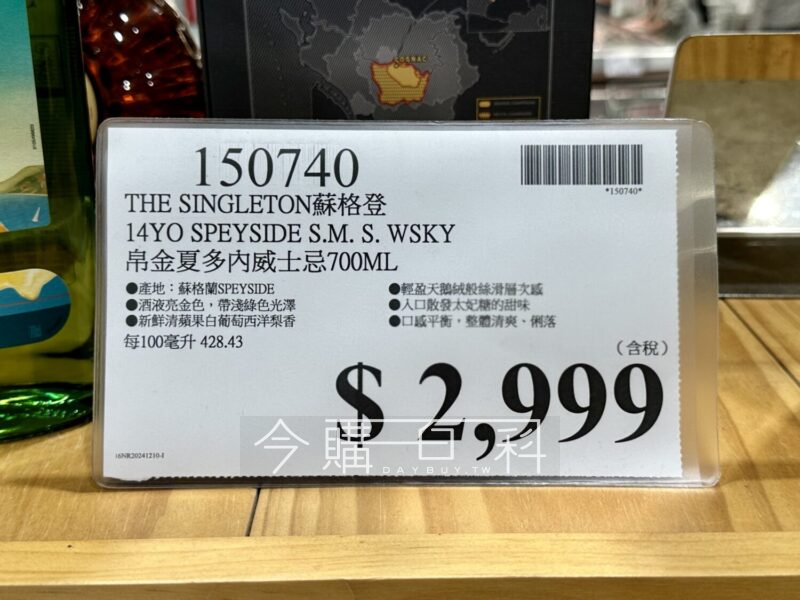 COGNAC
150740
*150740*
THE SINGLETON蘇格登
14YO SPEYSIDE S.M. S. WSKY
帛金夏多內威士忌700ML
●產地：蘇格蘭SPEYSIDE
●酒液亮金色，帶淺綠色光澤
●新鮮清蘋果白葡萄西洋梨香
●輕盈天鵝絨般絲滑層次感
●入口散發太妃糖的甜味
●口感平衡，整體清爽、俐落
每100毫升 428.43
(含稅)
$ 2,999
今購百科
DAYBUY.TW
16NR20241210-1